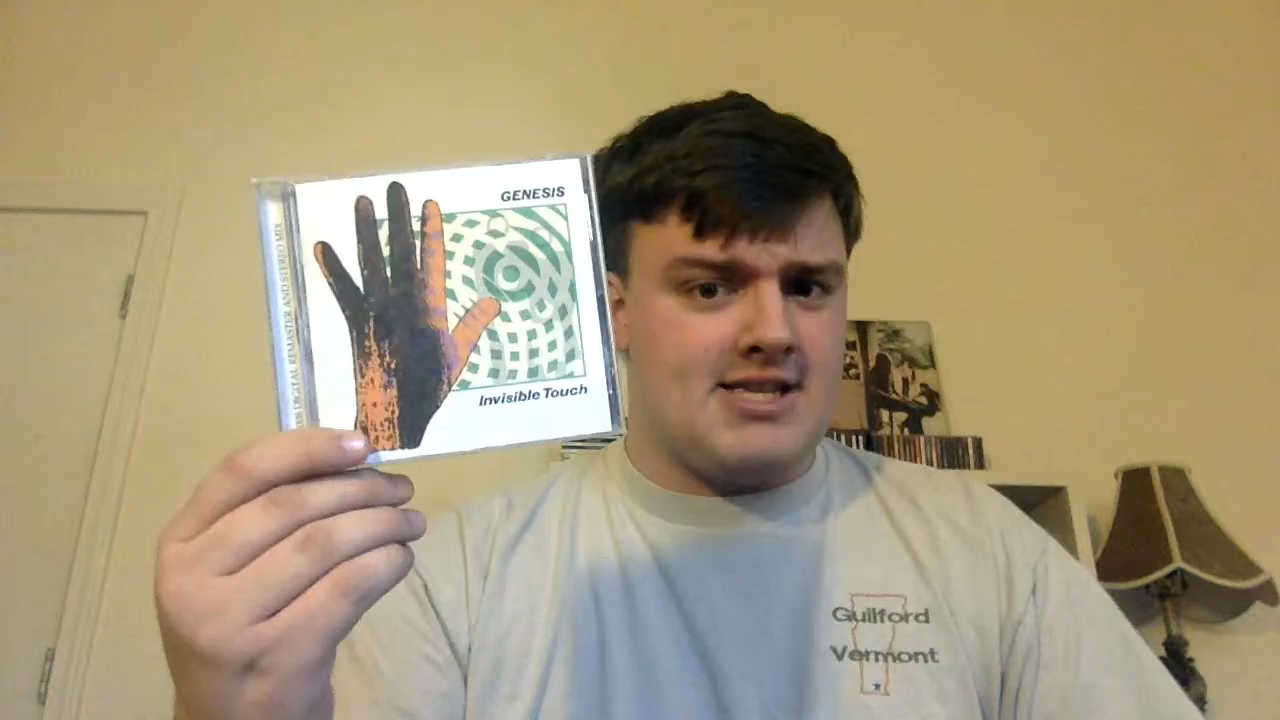 GENESIS
Invisible Touch
DIGITAL REMASTER AND STEREO MIX
Guilford
Vermont